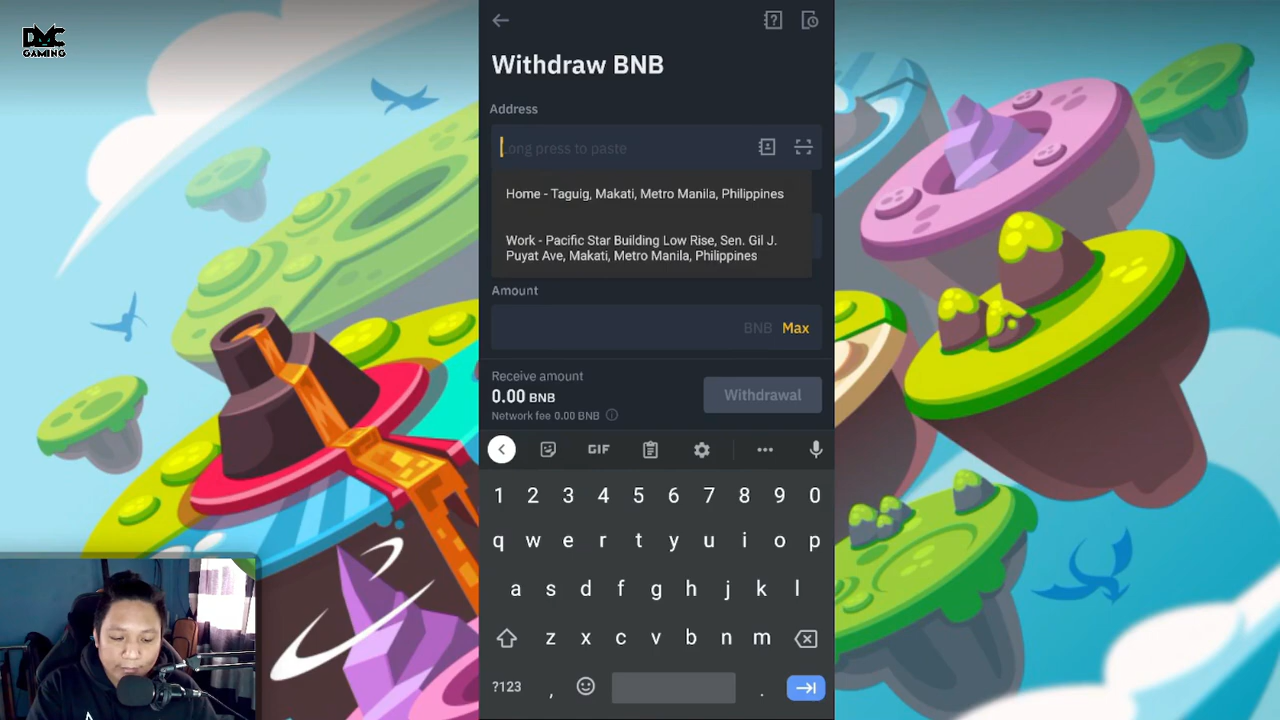 DMC
GAMING
Withdraw BNB
Address
Long press to paste
Home - Taguig, Makati, Metro Manila, Philippines
Work - Pacific Star Building Low Rise, Sen. Gil J.
Puyat Ave, Makati, Metro Manila, Philippines
Amount
BNB Max
Receive amount
0.00 BNB
Network fee 0.00 BNB
Withdrawal
GIF
1 2 3 4 5 6 7 8 9 0
q w e r t y u i o p
a s d f g h j k l
z x c v b n m
?123 , .